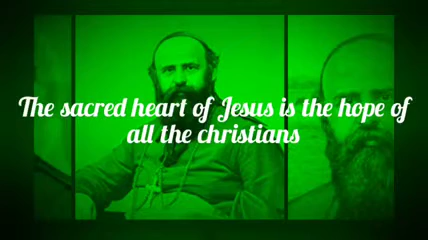 The sacred heart of Jesus is the hope of
all the christians